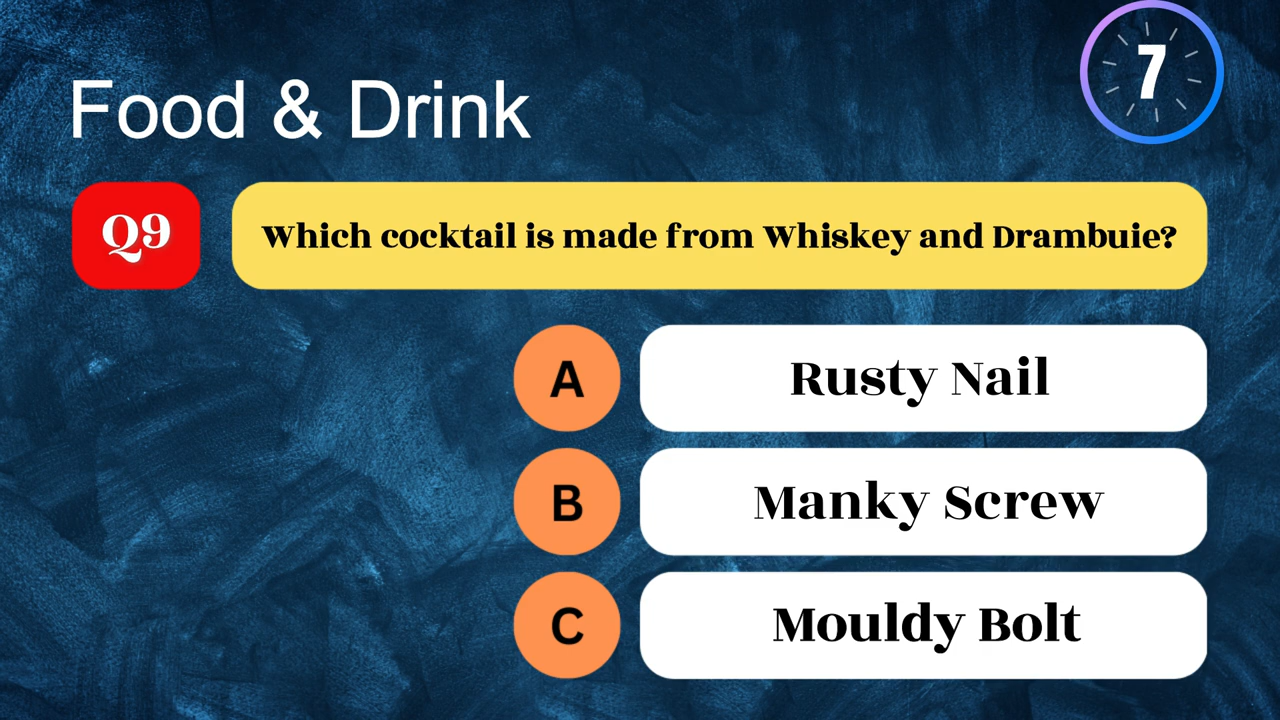 7
Food & Drink
Q9
Which cocktail is made from Whiskey and Drambuie?
A
Rusty Nail
B
Manky Screw
C
Mouldy Bolt